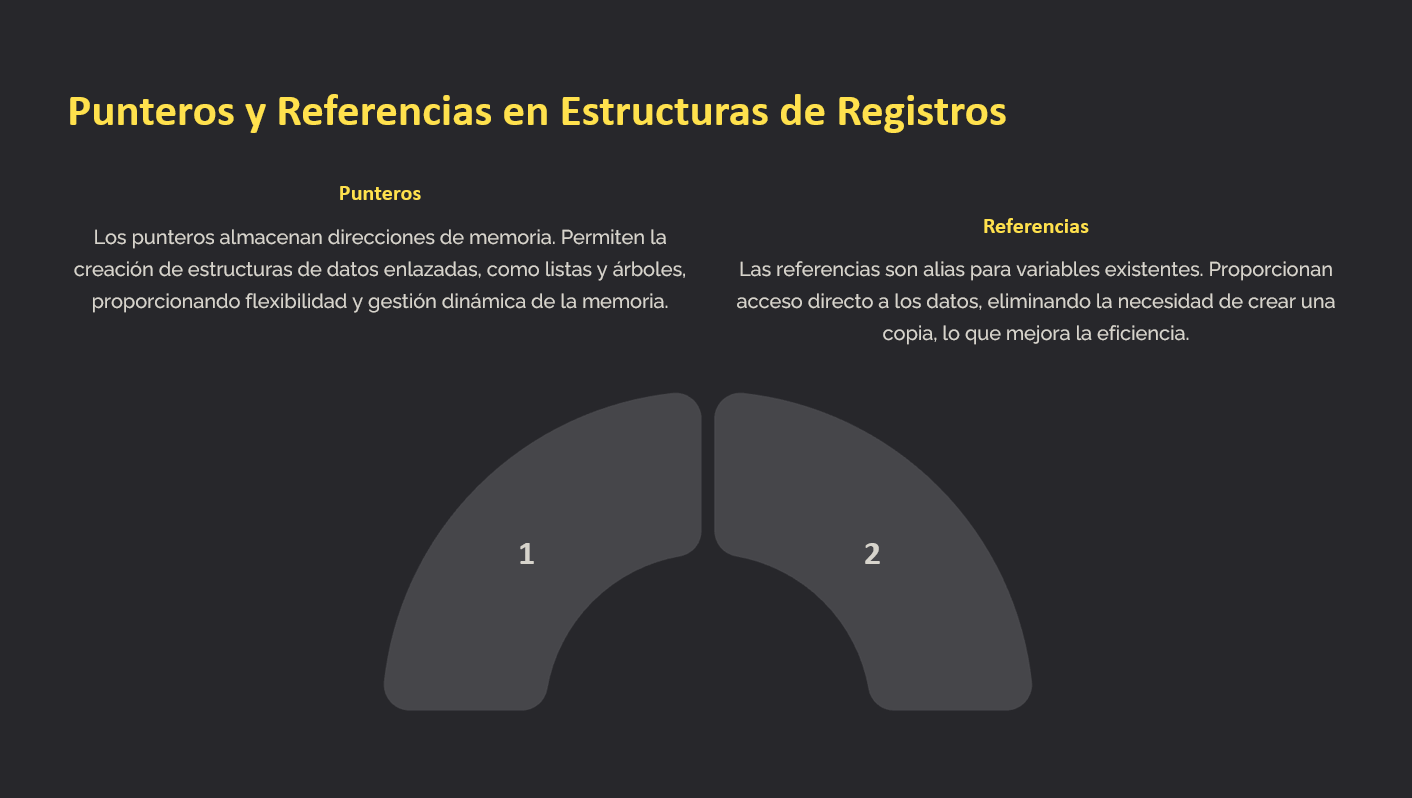 Punteros y Referencias en Estructuras de Registros
Punteros
Los punteros almacenan direcciones de memoria. Permiten la
creación de estructuras de datos enlazadas, como listas y árboles,
proporcionando flexibilidad y gestión dinámica de la memoria.
Referencias
Las referencias son alias para variables existentes. Proporcionan
acceso directo a los datos, eliminando la necesidad de crear una
copia, lo que mejora la eficiencia.
1
2